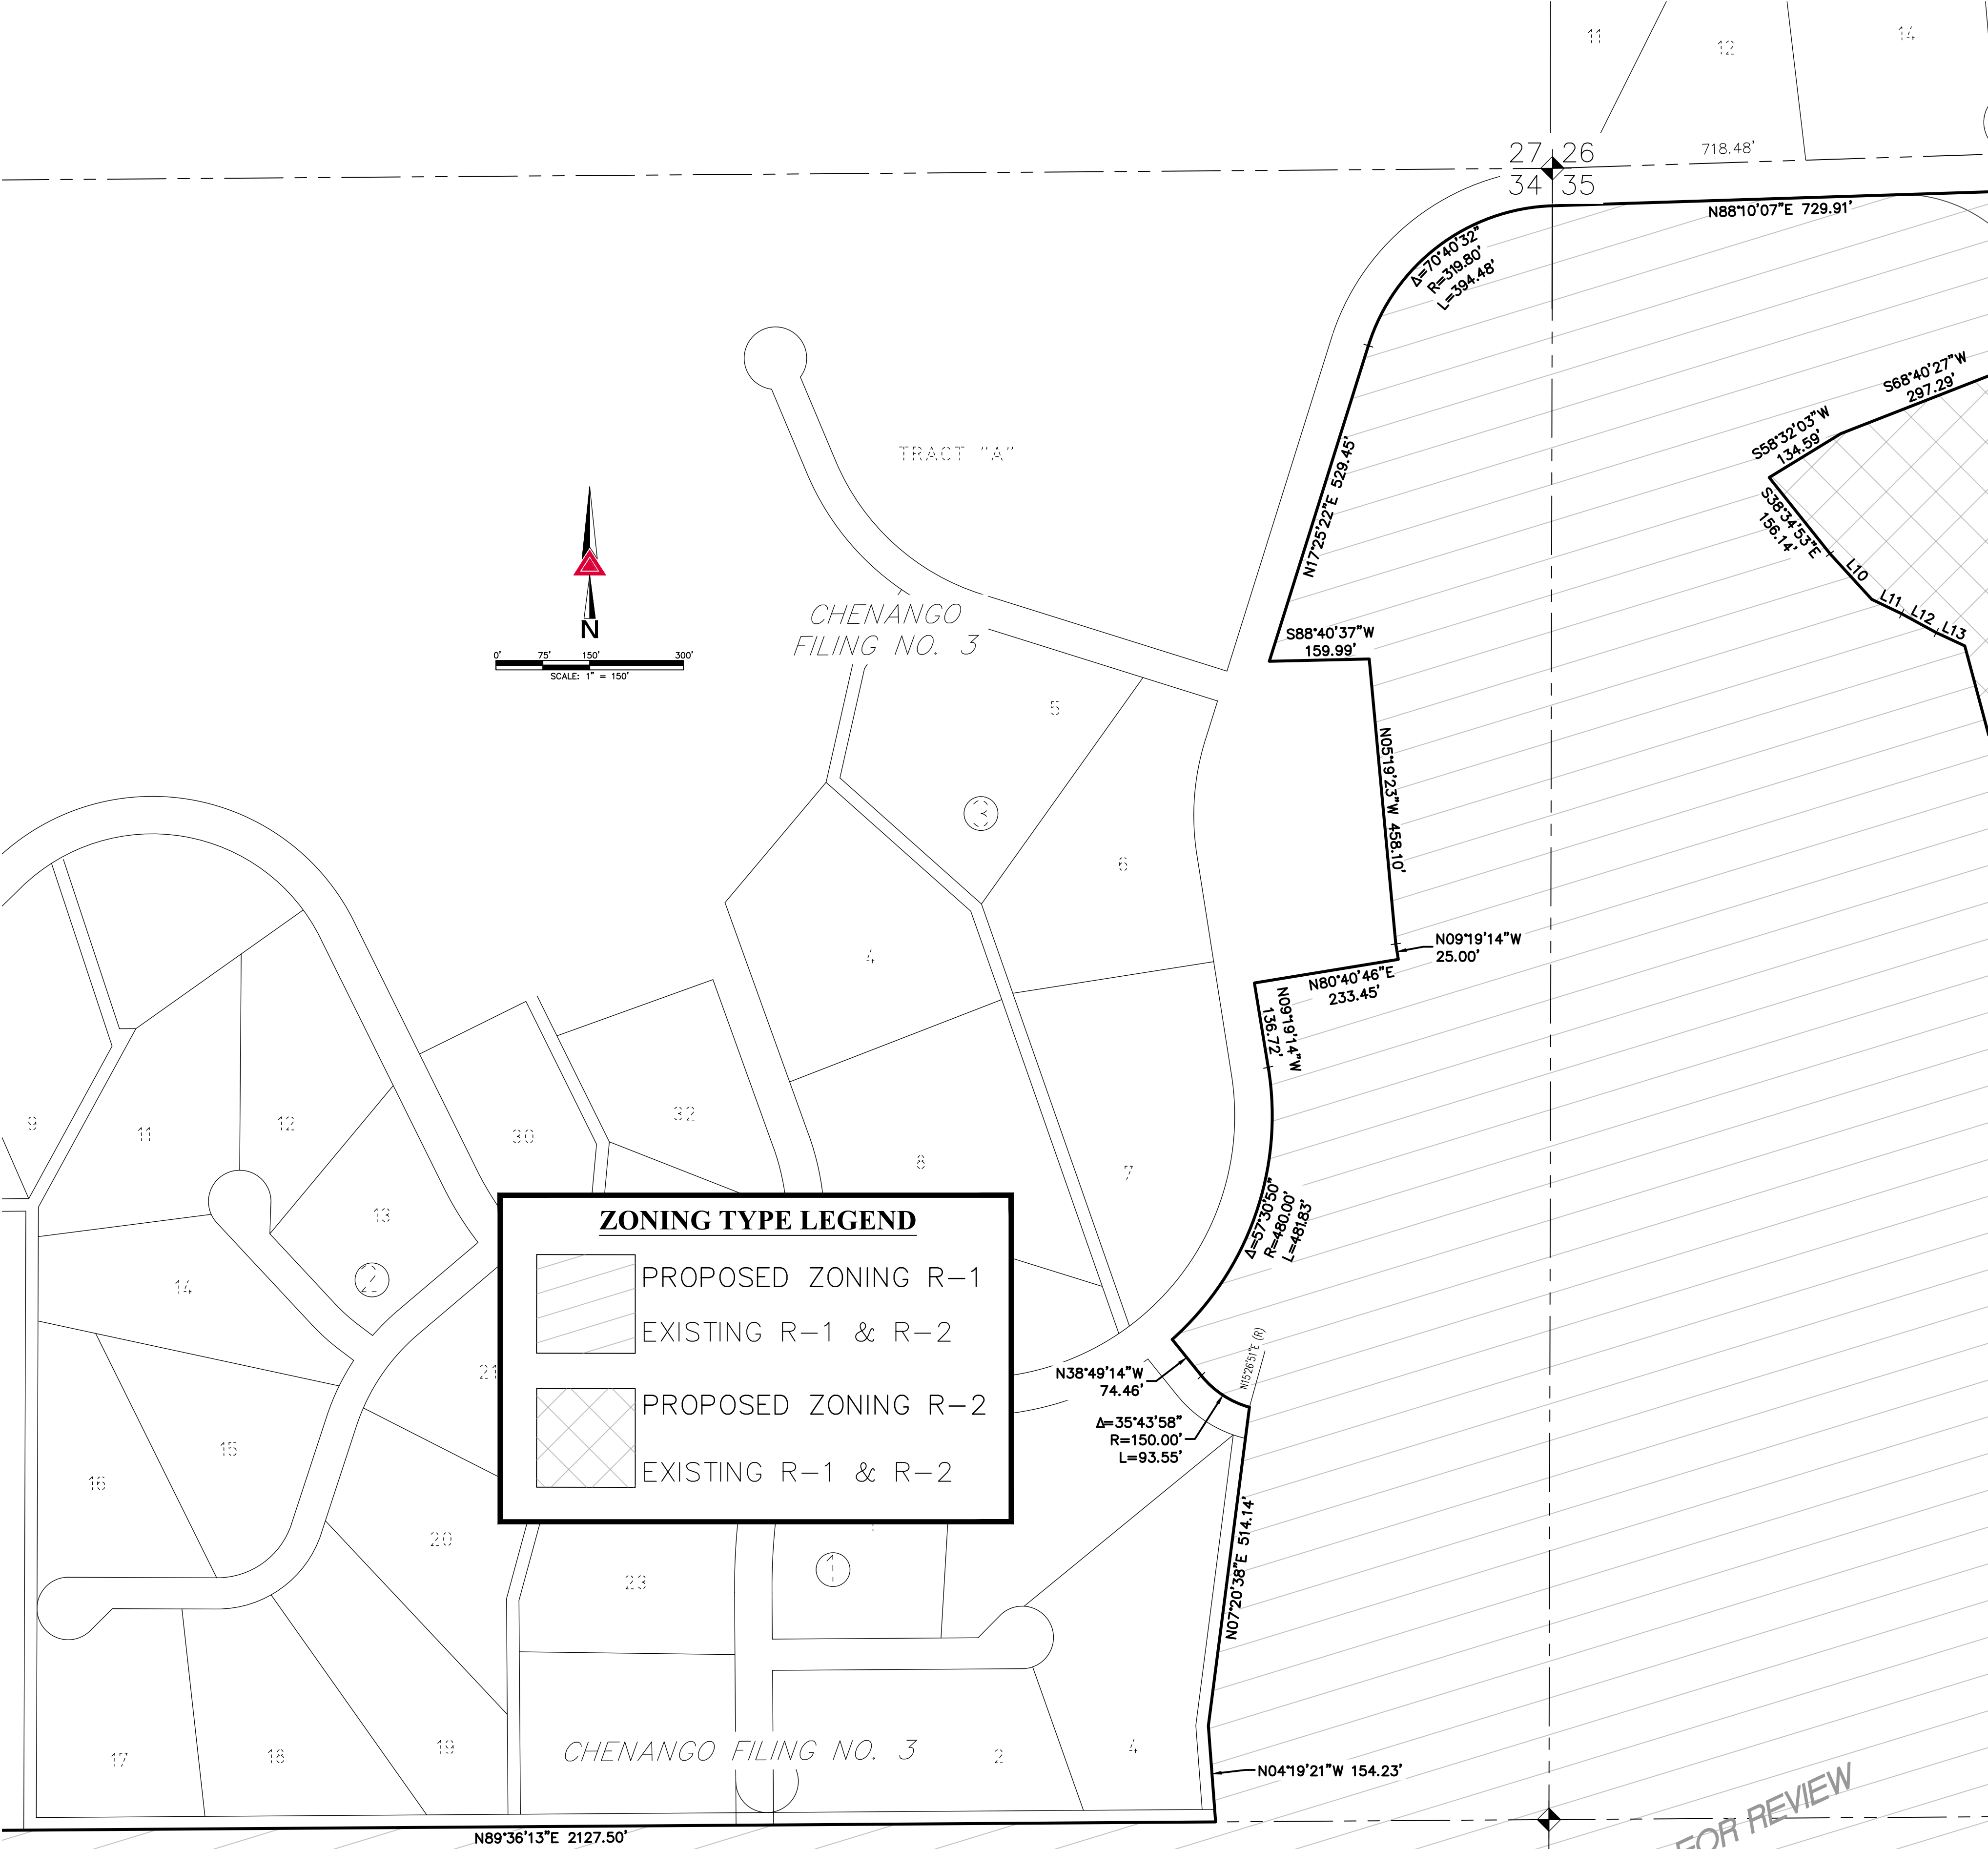 11
12
14
27 26
34 35
718.48'
N88°10'07"E 729.91'
Δ=70°40'32"
R=319.80'
L=394.48'
S68°40'27"W
297.29'
S58°32'03"W
134.59'
S38°34'53"E
156.14'
L10
L11
L12
L13
TRACT "A"
N17°25'22"E 529.45'
N
0' 75' 150' 300'
SCALE: 1" = 150'
CHENANGO
FILING NO. 3
S88°40'37"W
159.99'
5
3
6
4
N05°19'23"W 458.10'
N09°19'14"W
25.00'
N80°40'46"E
233.45'
N09°19'14"W
136.72'
9
11
12
30
32
8
7
13
2
14
Δ=57°30'50"
R=480.00'
L=481.83'
ZONING TYPE LEGEND
PROPOSED ZONING R-1
EXISTING R-1 & R-2
PROPOSED ZONING R-2
EXISTING R-1 & R-2
21
N38°49'14"W
74.46'
N15°26'51"E (R)
Δ=35°43'58"
R=150.00'
L=93.55'
15
16
20
23
1
1
N07°20'38"E 514.14'
17
18
19
CHENANGO FILING NO. 3
2
4
N04°19'21"W 154.23'
N89°36'13"E 2127.50'
FOR REVIEW